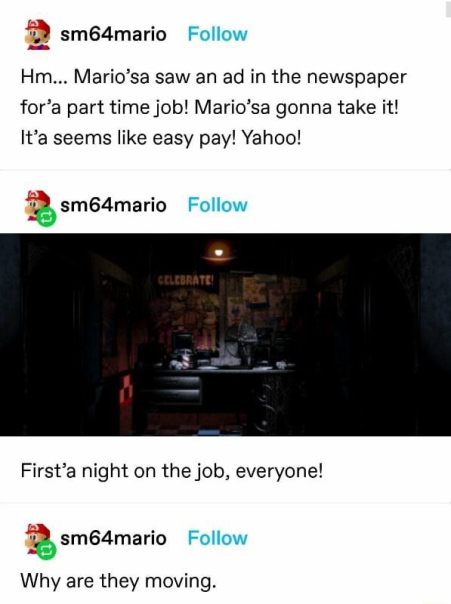 sm64mario Follow
Hm... Mario'sa saw an ad in the newspaper
for'a part time job! Mario'sa gonna take it!
It'a seems like easy pay! Yahoo!
sm64mario Follow
CELEBRATE!
First'a night on the job, everyone!
sm64mario Follow
Why are they moving.